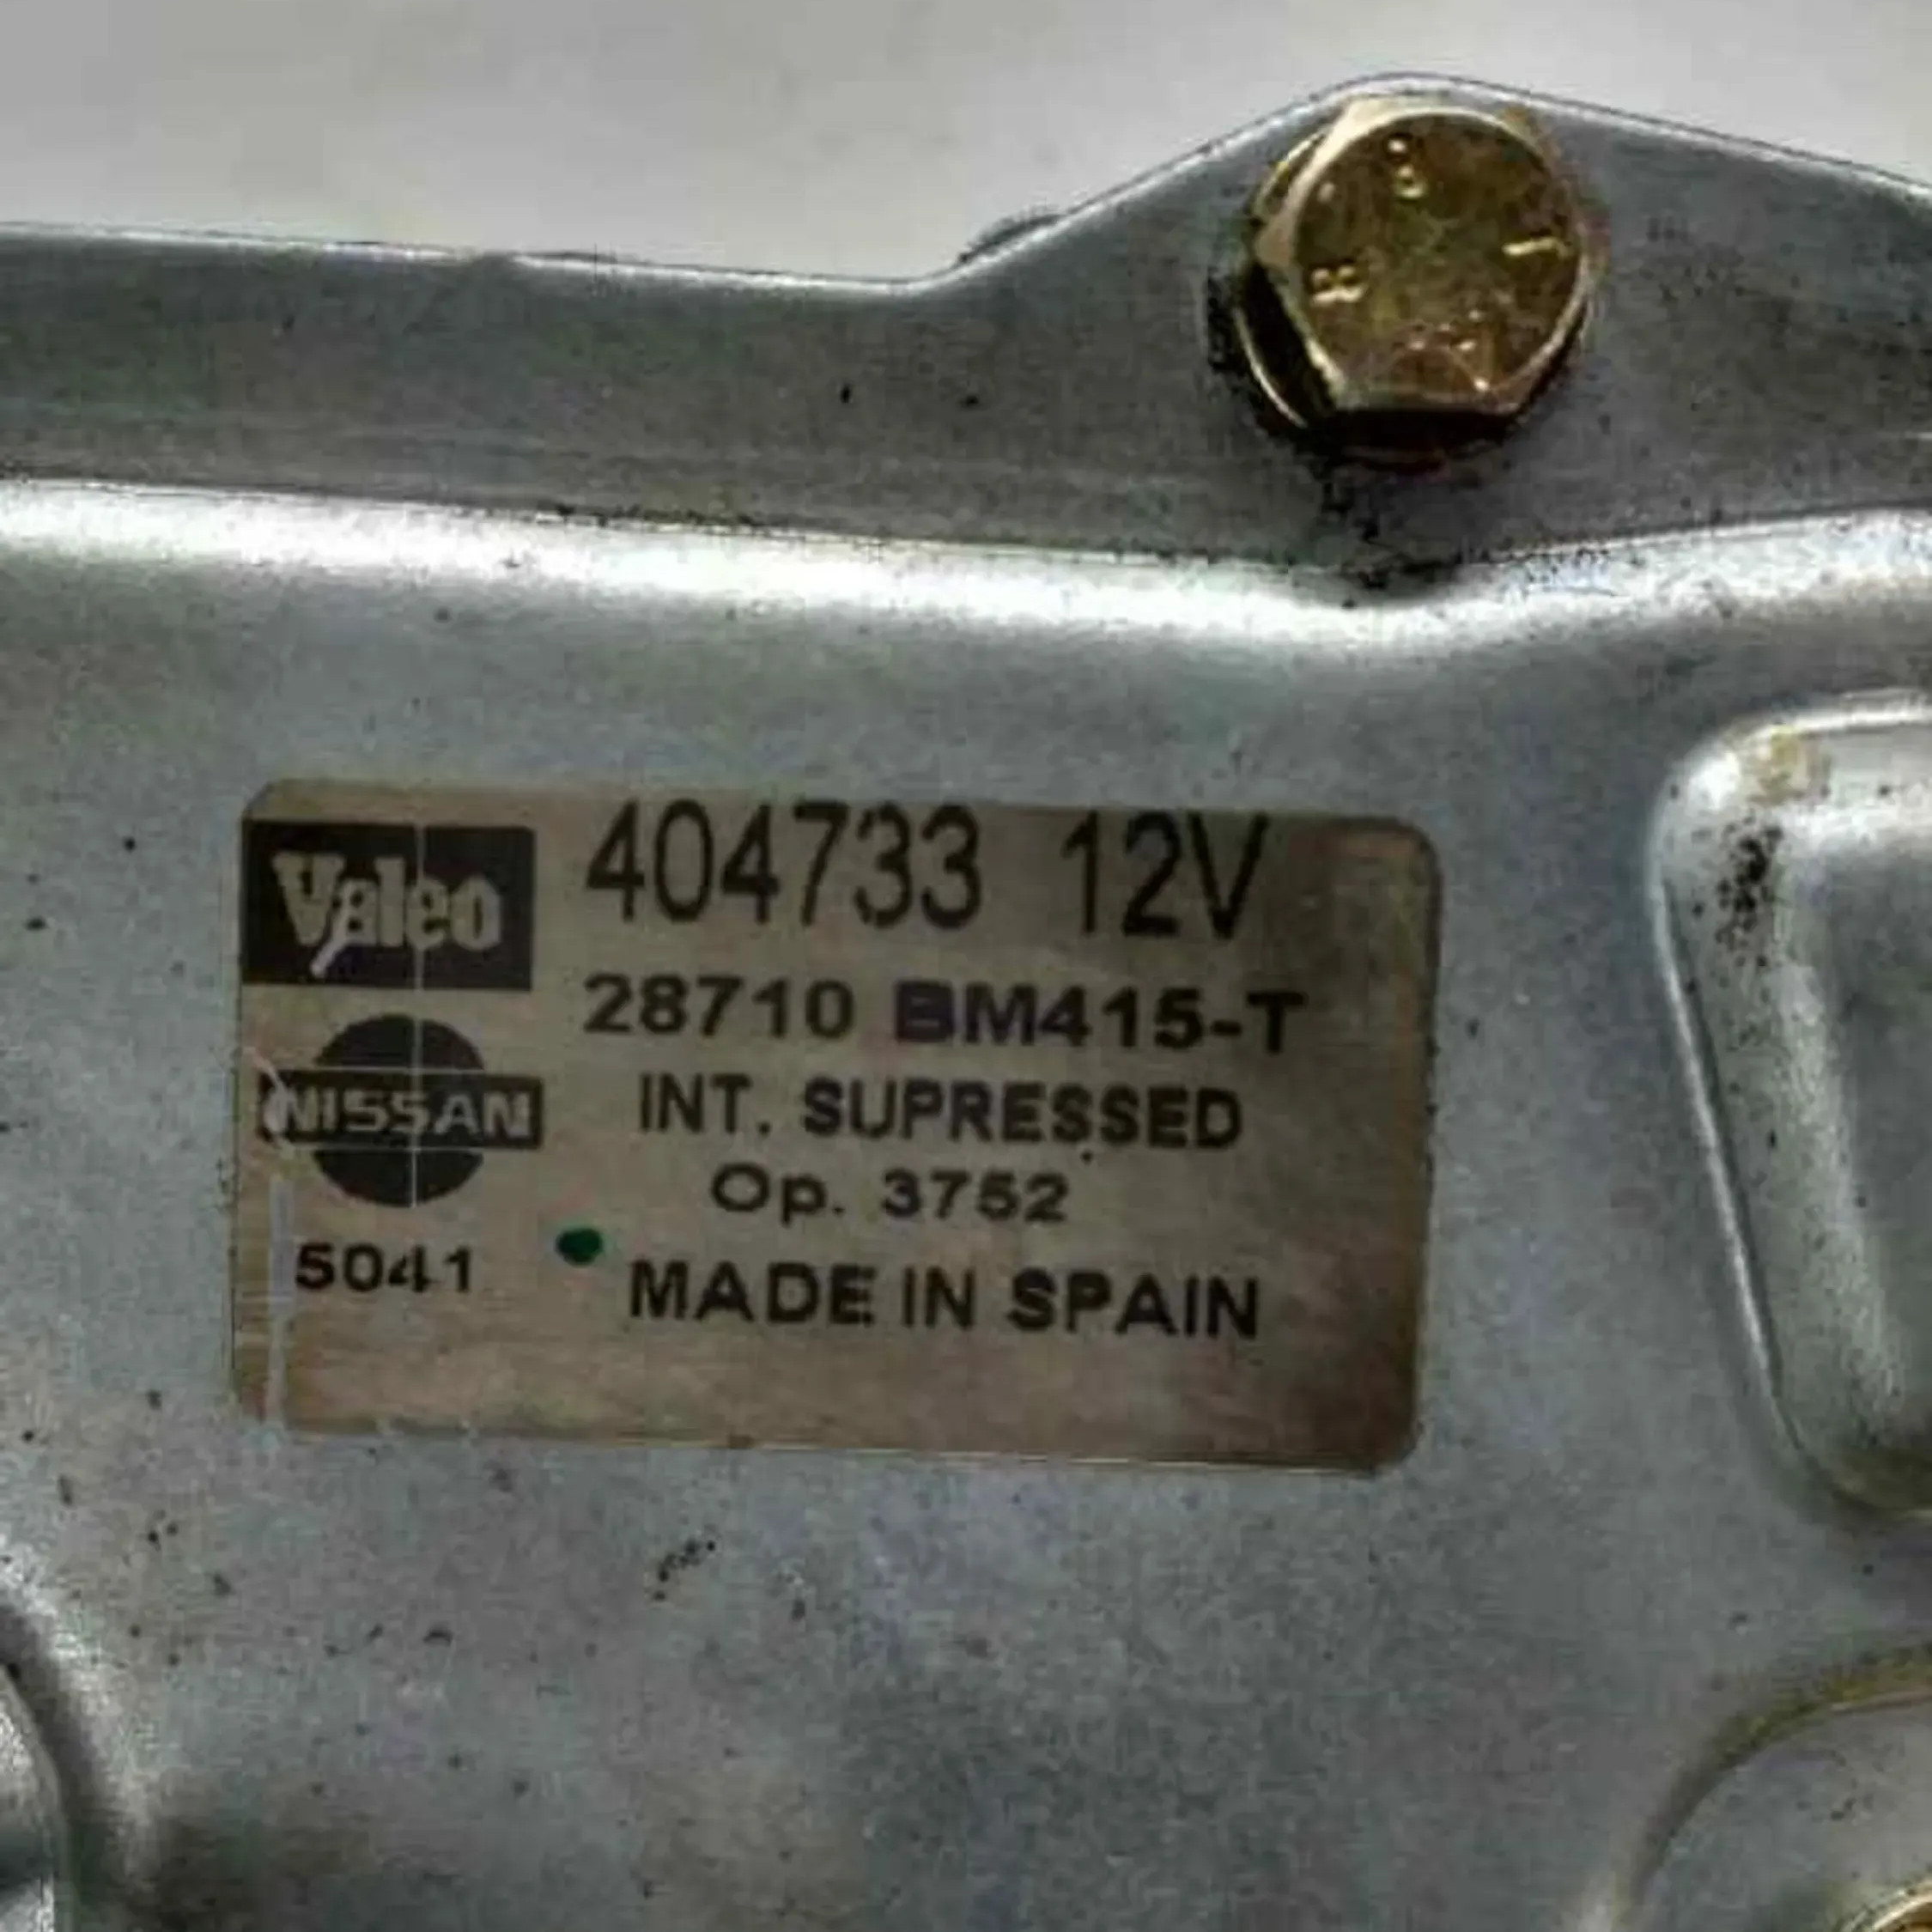 Valeo
404733 12V
28710 BM415-T
NISSAN
INT. SUPRESSED
Op. 3752
5041
MADE IN SPAIN